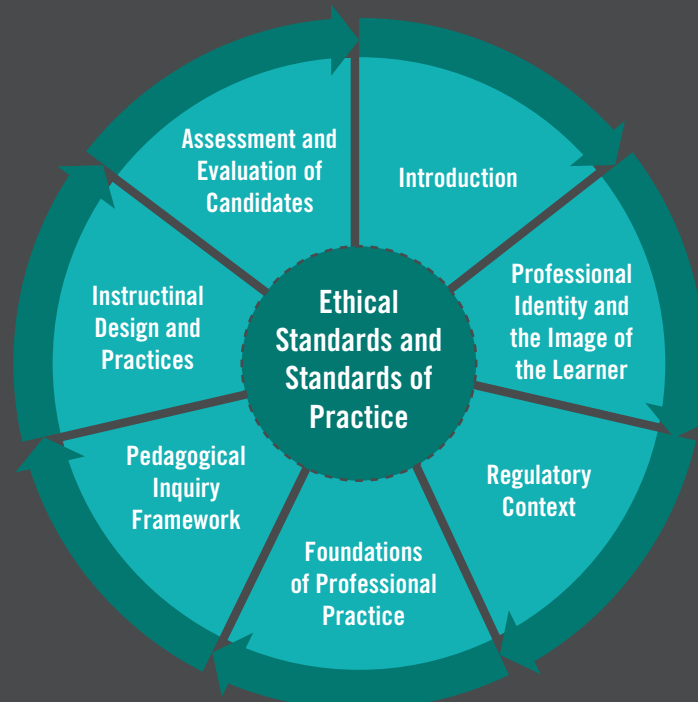 Assessment and
Evaluation of
Candidates
Introduction
Professional
Identity and
the Image of
the Learner
Instructinal
Design and
Practices
Ethical
Standards and
Standards of
Practice
Pedagogical
Inquiry
Framework
Regulatory
Context
Foundations
of Professional
Practice